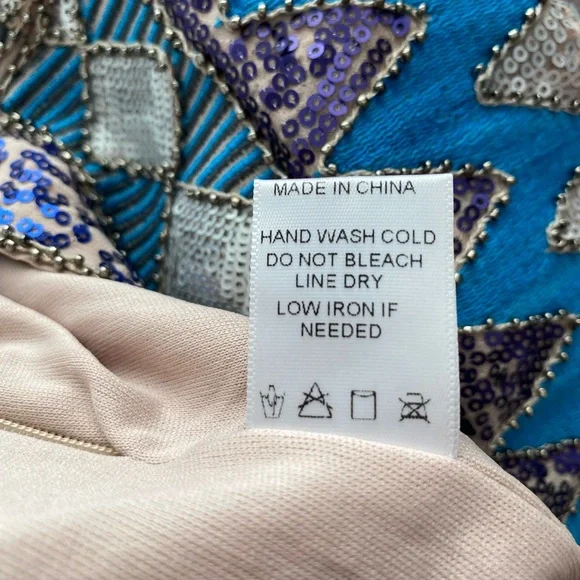 MADE IN CHINA
HAND WASH COLD
DO NOT BLEACH
LINE DRY
LOW IRON IF
NEEDED